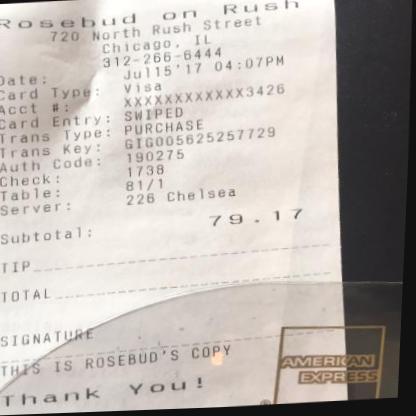 Rosebud on Rush
720 North Rush Street
Chicago, IL
312-266-6444
Date: Jul15'17 04:07PM
Card Type: Visa
Acct #: XXXXXXXXXXXX3426
Card Entry: SWIPED
Trans Type: PURCHASE
Trans Key: GIG005625257729
Auth Code: 190275
Check: 1738
Table: 81/1
Server: 226 Chelsea
Subtotal: 79.17
TIP
TOTAL
SIGNATURE
THIS IS ROSEBUD'S COPY
Thank You!
AMERICAN
EXPRESS
®